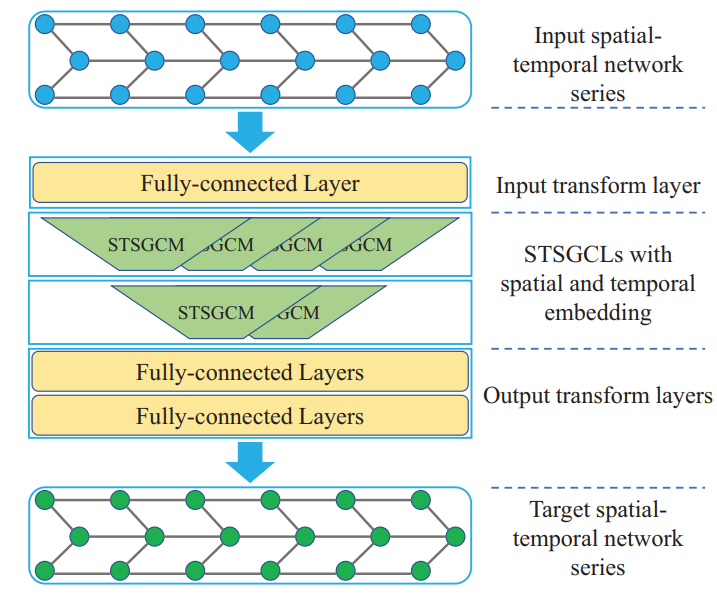 Input spatial-
temporal network
series
Fully-connected Layer
Input transform layer
STSGCM GCM GCM GCM
STSGCLs with
spatial and temporal
embedding
STSGCM GCM
Fully-connected Layers
Fully-connected Layers
Output transform layers
Target spatial-
temporal network
series